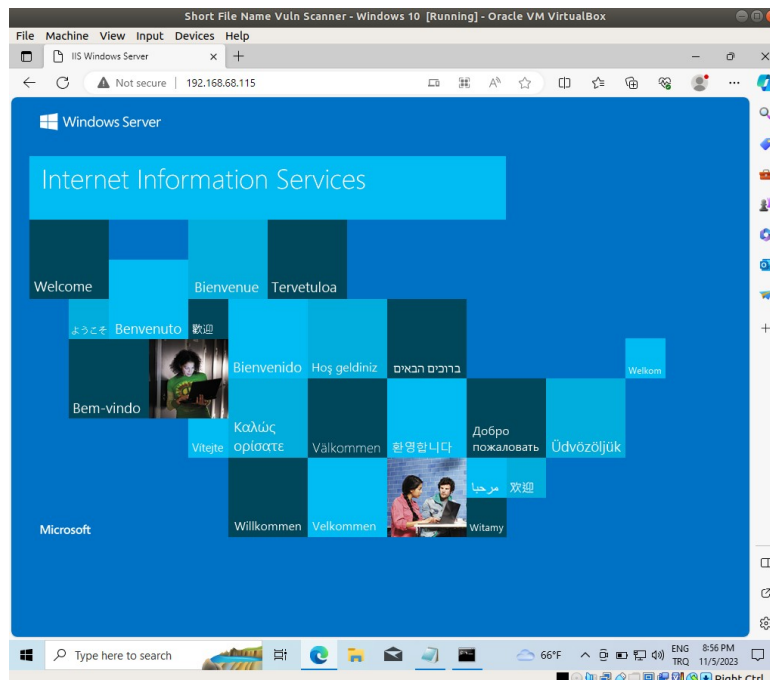 Short File Name Vuln Scanner - Windows 10 [Running] - Oracle VM VirtualBox
File Machine View Input Devices Help
IIS Windows Server
Not secure | 192.168.68.115
Windows Server
Internet Information Services
Welcome
Bienvenue
Tervetuloa
ようこそ
Benvenuto
歡迎
Bem-vindo
Bienvenido
Hoş geldiniz
ברוכים הבאים
Welkom
Vítejte
Καλώς
ορίσατε
Välkommen
환영합니다
Добро
пожаловать
Üdvözöljük
Willkommen
Velkommen
مرحبا
欢迎
Witamy
Microsoft
Type here to search
66°F
ENG
TRQ
8:56 PM
11/5/2023
Right Ctrl